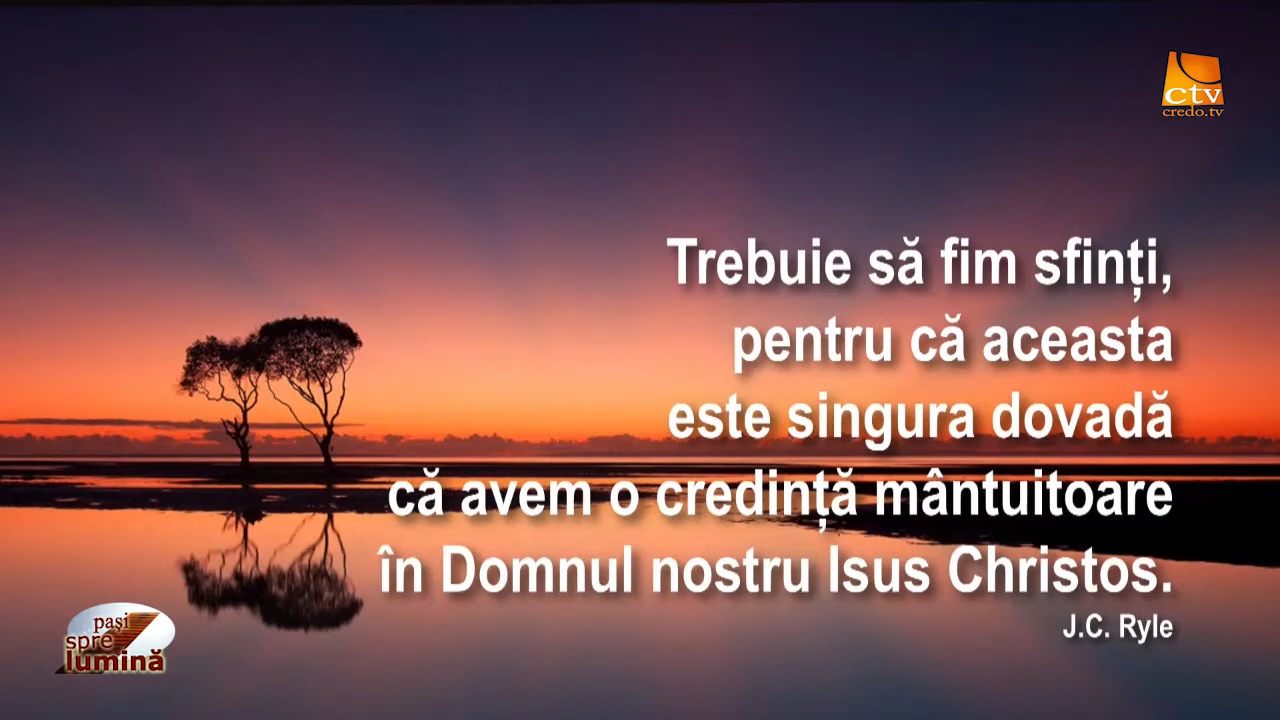 ctv
credo.tv
Trebuie să fim sfinți,
pentru că aceasta
este singura dovadă
că avem o credință mântuitoare
în Domnul nostru Isus Christos.
J.C. Ryle
pași
spre
lumină